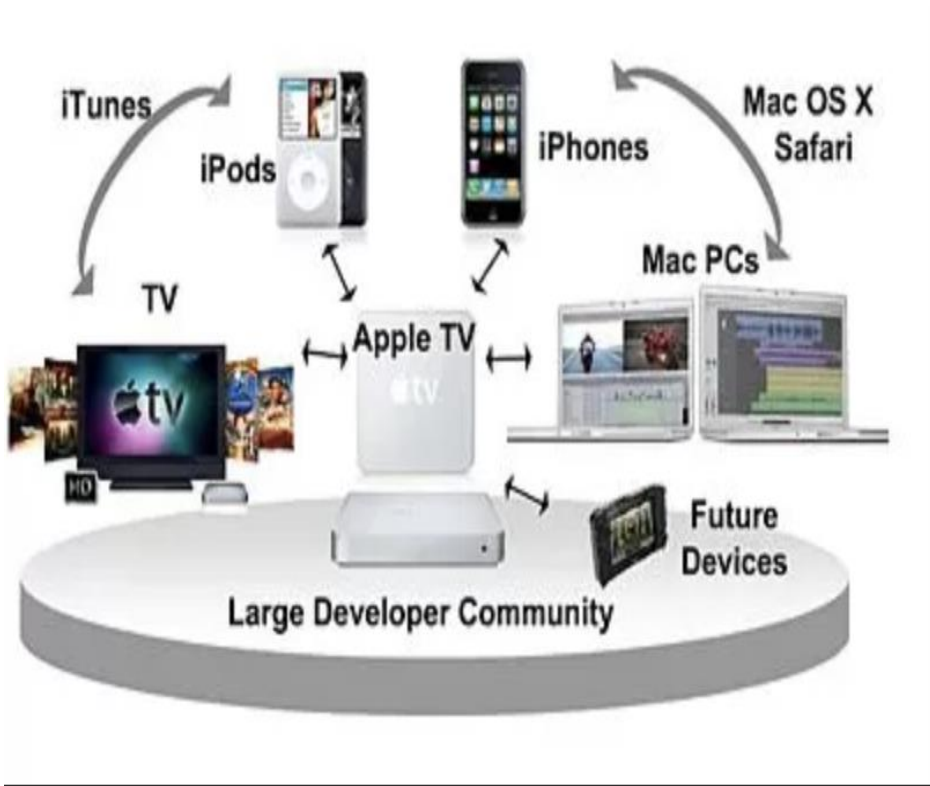 iTunes
iPods
iPhones
Mac OS X
Safari
TV
Mac PCs
Apple TV
tv
tv
HD
Future
Devices
Large Developer Community